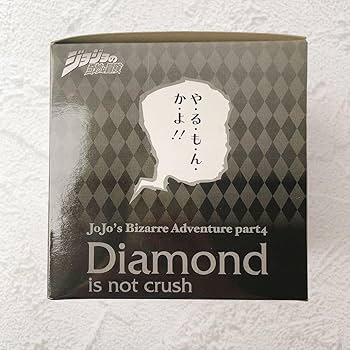 ジョジョの
奇妙な冒険
や・る・も・ん・
か・よ!!
JoJo's Bizarre Adventure part4
Diamond
is not crush